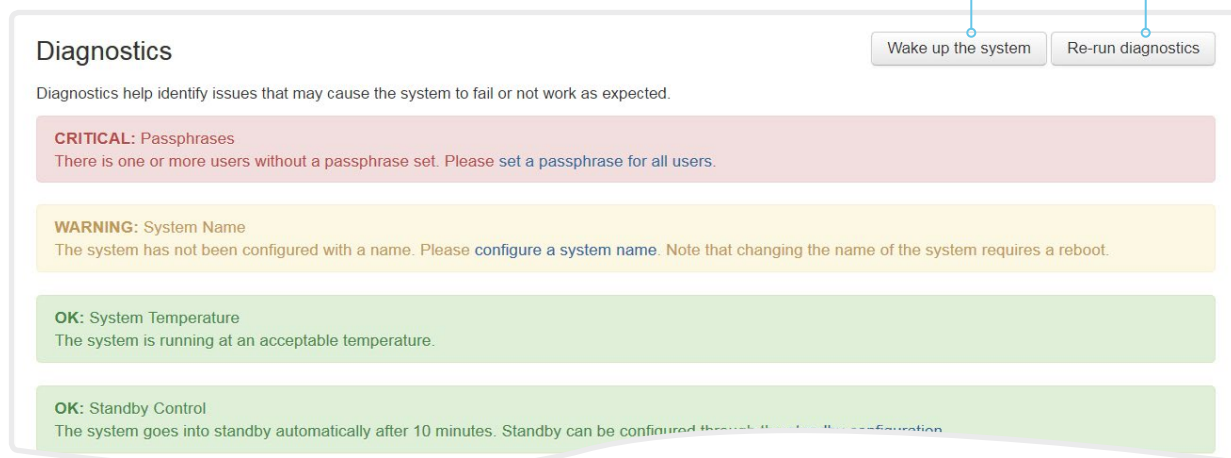 Diagnostics
Wake up the system
Re-run diagnostics
Diagnostics help identify issues that may cause the system to fail or not work as expected.
CRITICAL: Passphrases
There is one or more users without a passphrase set. Please set a passphrase for all users.
WARNING: System Name
The system has not been configured with a name. Please configure a system name. Note that changing the name of the system requires a reboot.
OK: System Temperature
The system is running at an acceptable temperature.
OK: Standby Control
The system goes into standby automatically after 10 minutes. Standby can be configured through the standby configuration